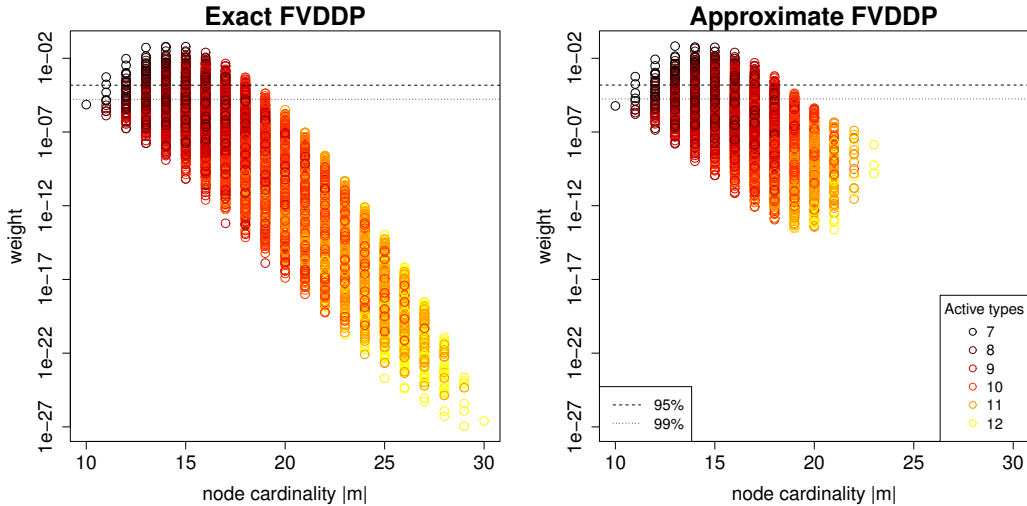 Exact FVDDP
Approximate FVDDP
weight
1e-02
1e-07
1e-12
1e-17
1e-22
1e-27
10 15 20 25 30
node cardinality |m|
weight
1e-02
1e-07
1e-12
1e-17
1e-22
1e-27
95%
99%
Active types
7
8
9
10
11
12
10 15 20 25 30
node cardinality |m|